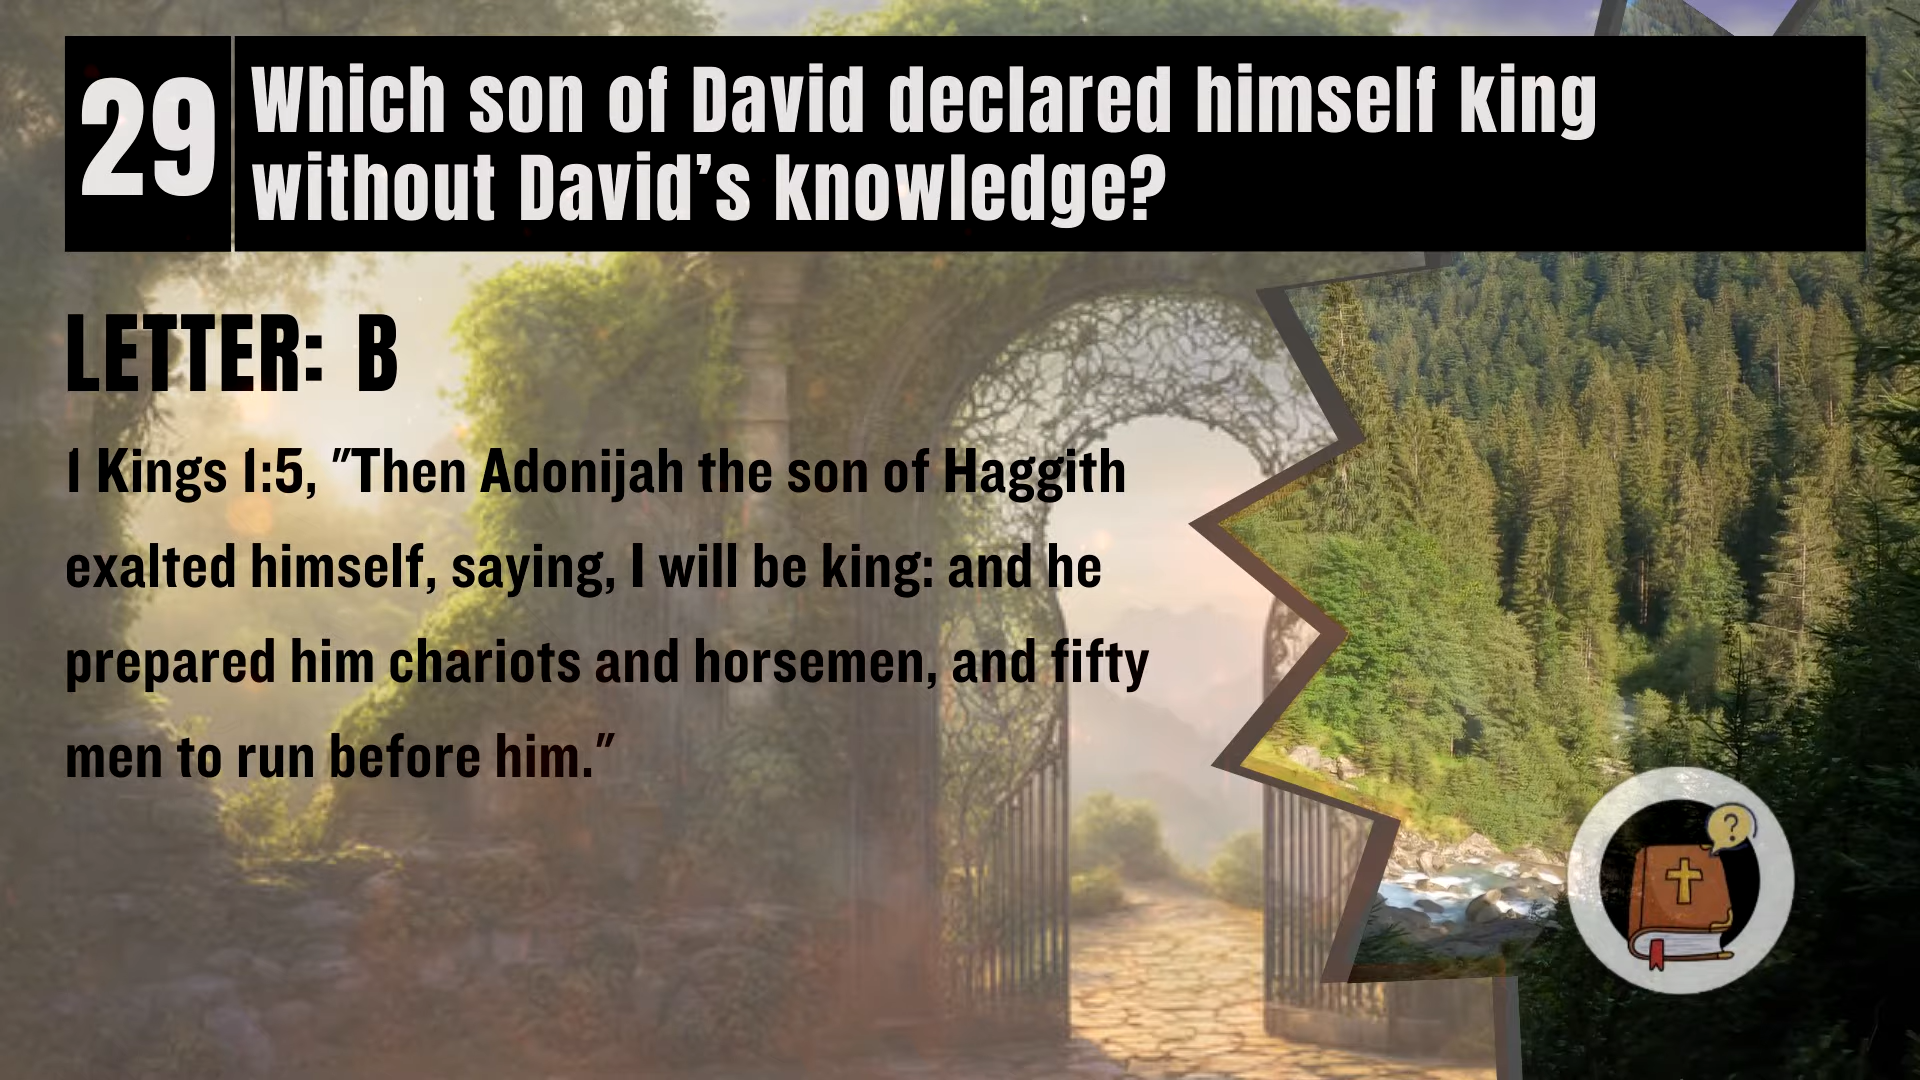 29
Which son of David declared himself king
without David’s knowledge?
LETTER: B
1 Kings 1:5, "Then Adonijah the son of Haggith
exalted himself, saying, I will be king: and he
prepared him chariots and horsemen, and fifty
men to run before him."
?